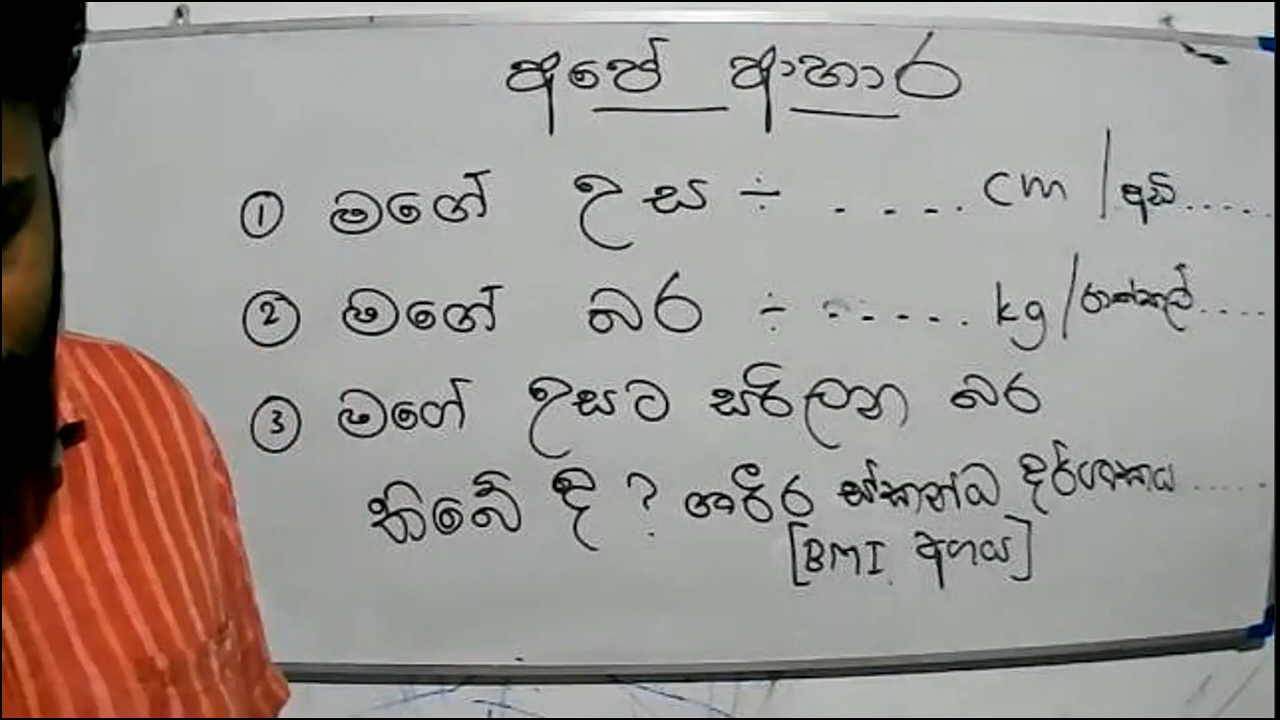 අපේ ආහාර
① මගේ උස ÷ ..... cm / අඩි.....
② මගේ බර ÷ ...... kg / රාත්තල්....
③ මගේ උසට සරිලන බර
තිබේ ද? ශරීර ස්කන්ධ දර්ශකය .....
[BMI අගය]